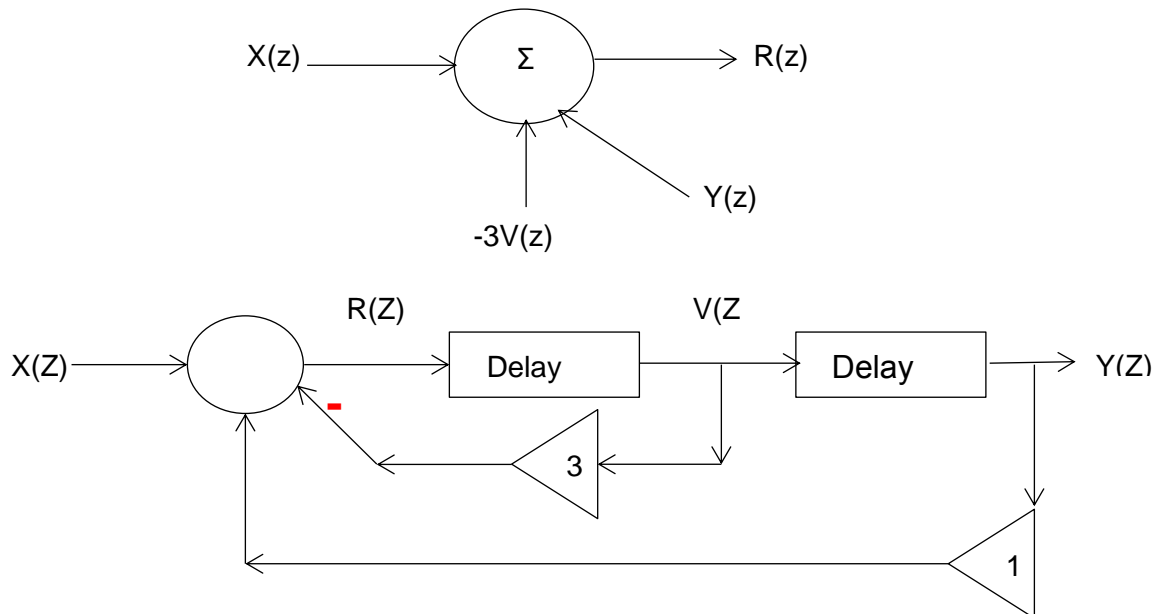 X(z) Σ R(z)
Y(z)
-3V(z)
R(Z) V(Z
X(Z) Delay Delay Y(Z)
-
3
1